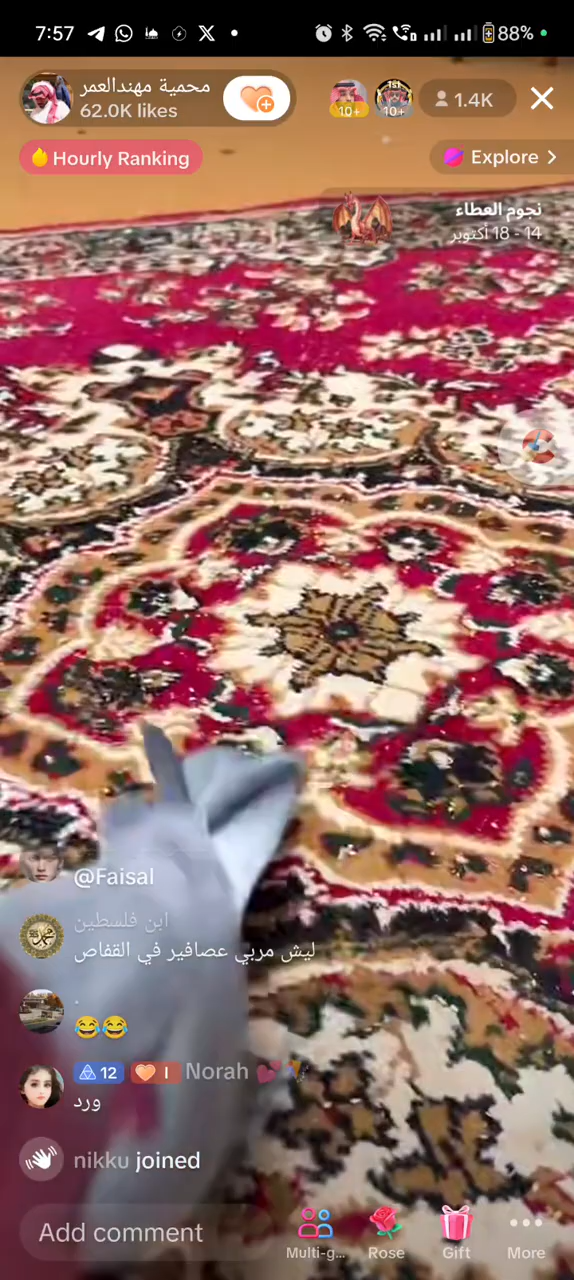 7:57
88%
محمية مهندالعمر
62.0K likes
10+
10+
1.4K
Hourly Ranking
Explore
نجوم العطاء
14 - 18 أكتوبر
@Faisal
ابن فلسطين
ليش مربي عصافير في القفاص
.
😂😂
12 I Norah
ورد
nikku joined
Add comment
Multi-g... Rose Gift More